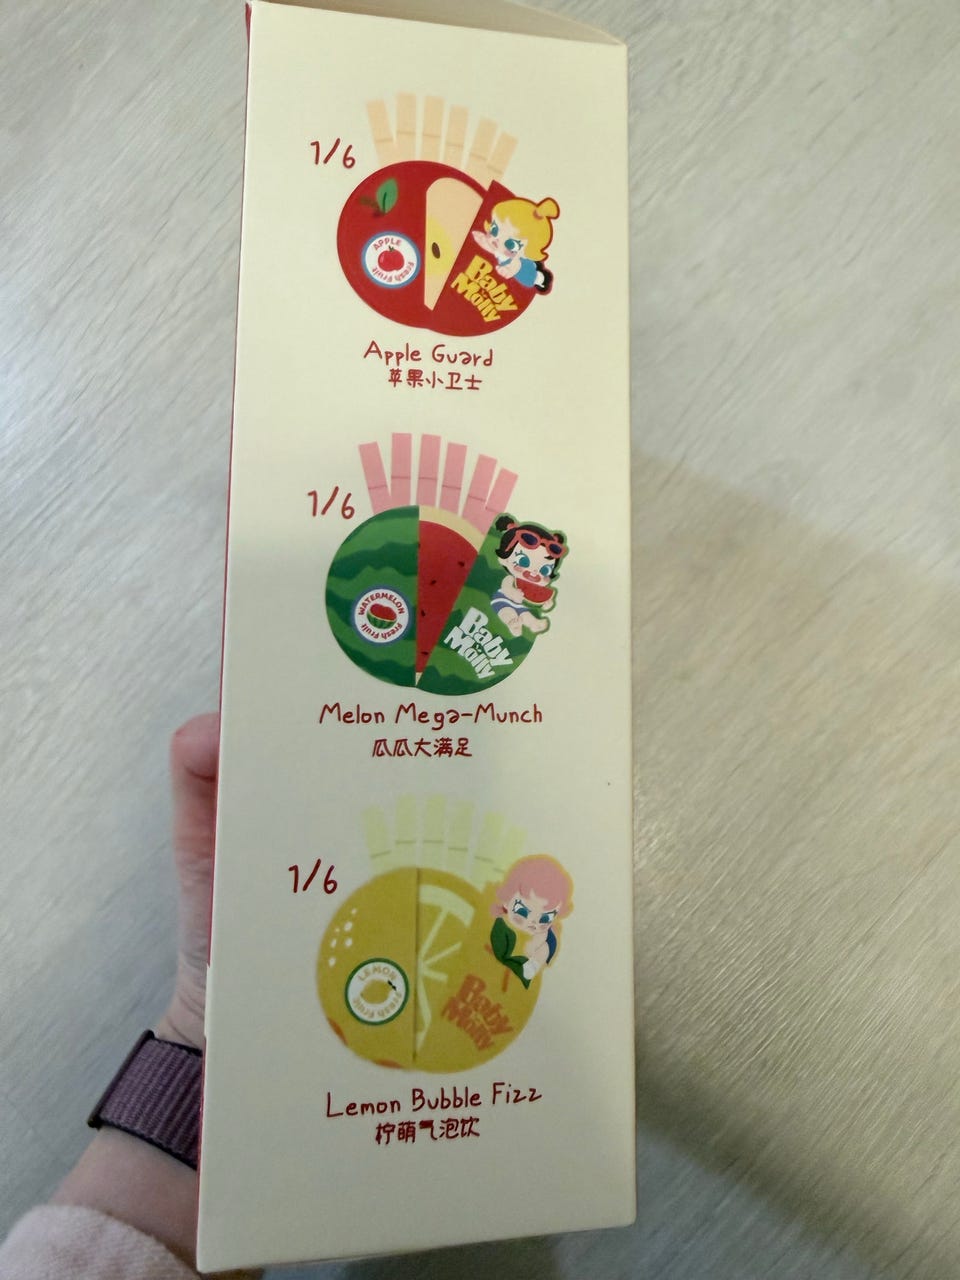 1/6
APPLE
Fresh Fruit
Baby
Molly
Apple Guard
苹果小卫士
1/6
WATERMELON
Fresh Fruit
Baby
Molly
Melon Mega-Munch
瓜瓜大满足
1/6
LEMON
Fresh Fruit
Baby
Molly
Lemon Bubble Fizz
柠萌气泡饮